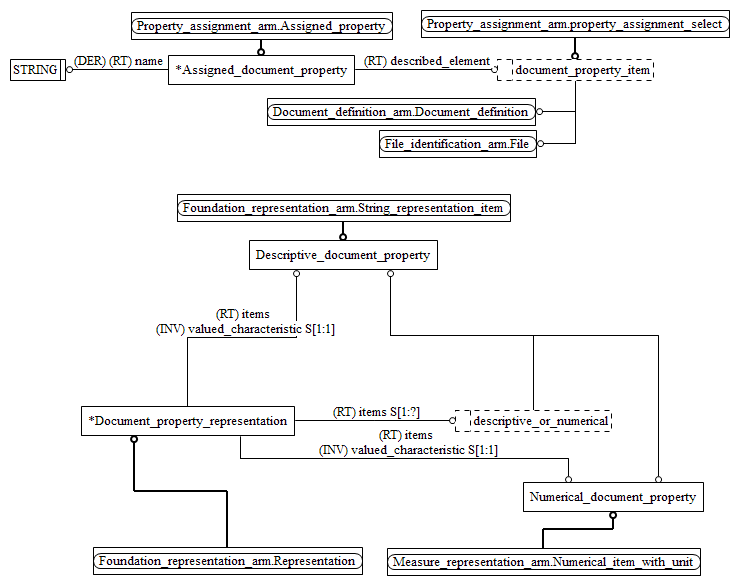 Property_assignment_arm.Assigned_property
Property_assignment_arm.property_assignment_select
STRING
(DER) (RT) name
*Assigned_document_property
(RT) described_element
document_property_item
Document_definition_arm.Document_definition
File_identification_arm.File
Foundation_representation_arm.String_representation_item
Descriptive_document_property
(RT) items
(INV) valued_characteristic S[1:1]
*Document_property_representation
(RT) items S[1:?]
descriptive_or_numerical
(RT) items
(INV) valued_characteristic S[1:1]
Numerical_document_property
Foundation_representation_arm.Representation
Measure_representation_arm.Numerical_item_with_unit